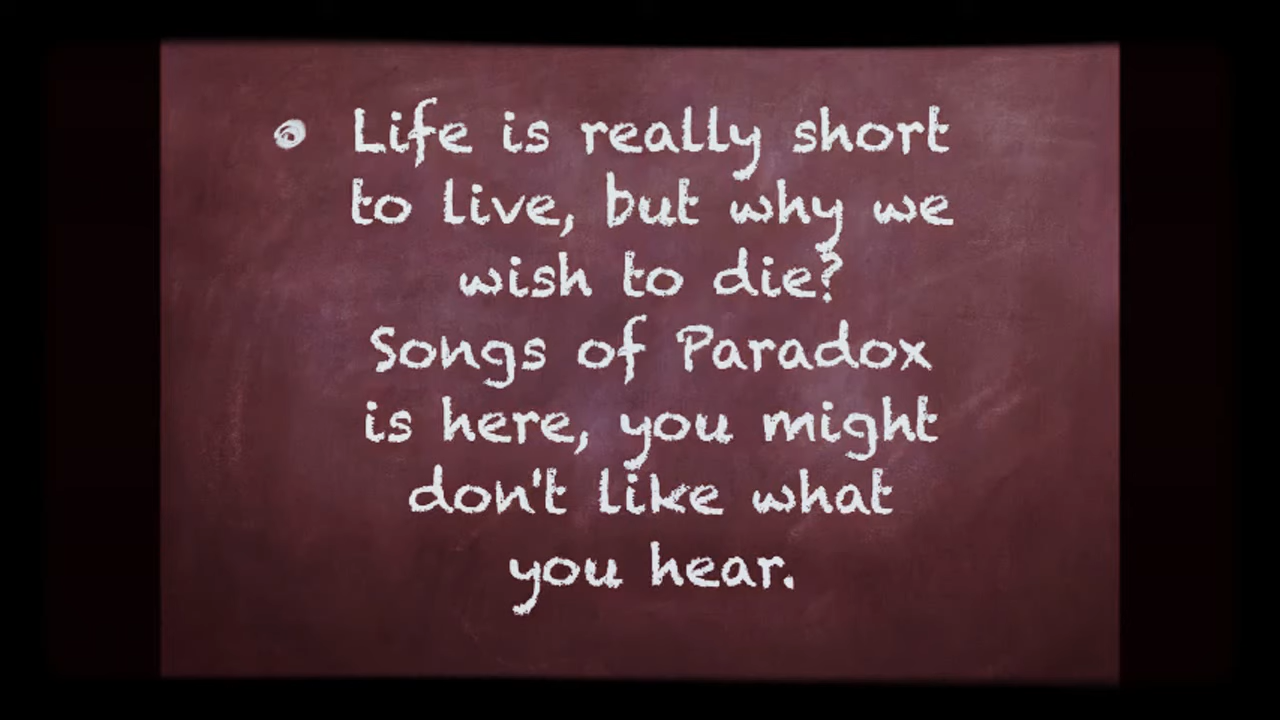 Life is really short
to live, but why we
wish to die?
Songs of Paradox
is here, you might
don't like what
you hear.